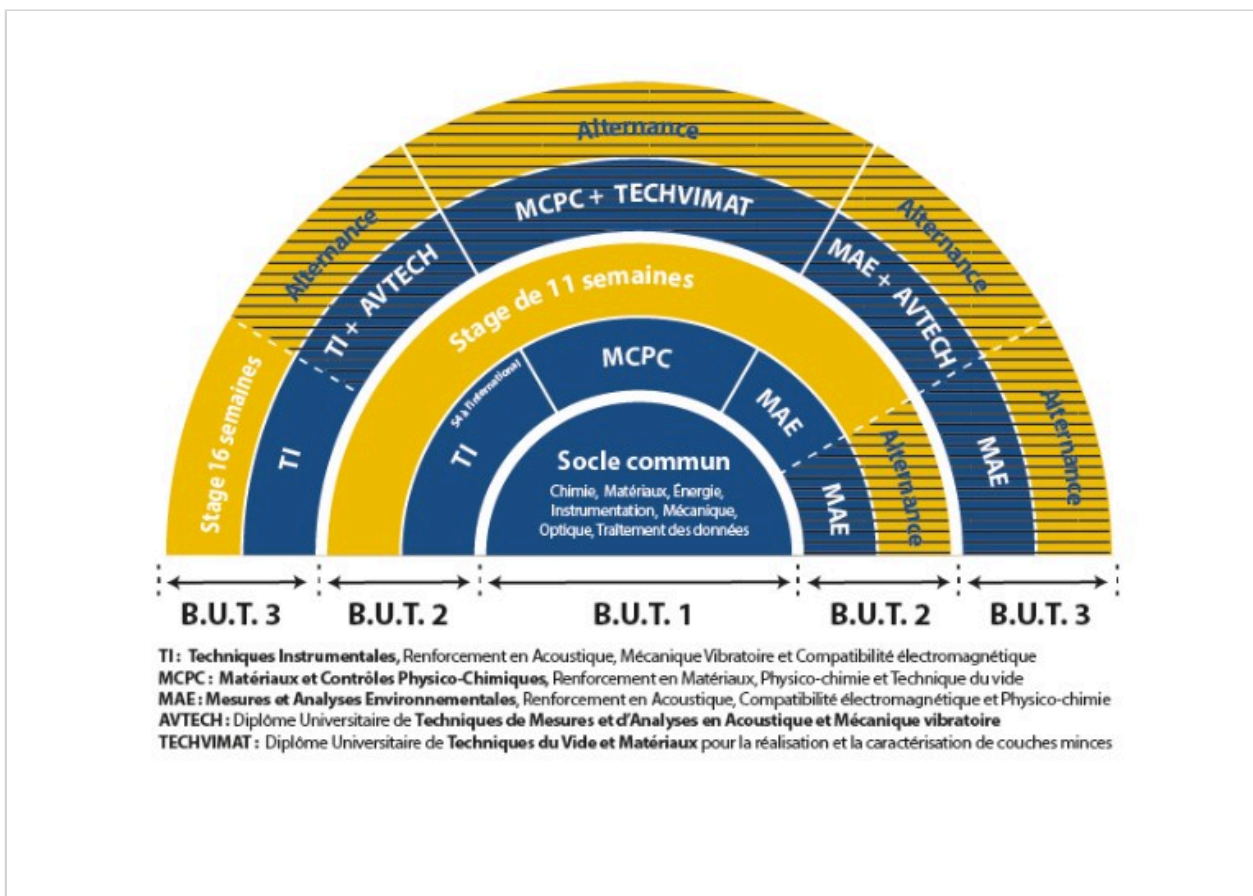 Alternance
Alternance
Alternance
MCPC + TECHVIMAT
TI + AVTECH
MAE + AVTECH
Stage de 11 semaines
Stage 16 semaines
TI
S4 à l'international
TI
MCPC
MAE
MAE
Alternance
MAE
Alternance
Socle commun
Chimie, Matériaux, Énergie,
Instrumentation, Mécanique,
Optique, Traitement des données
B.U.T. 3
B.U.T. 2
B.U.T. 1
B.U.T. 2
B.U.T. 3
TI : Techniques Instrumentales, Renforcement en Acoustique, Mécanique Vibratoire et Compatibilité électromagnétique
MCPC : Matériaux et Contrôles Physico-Chimiques, Renforcement en Matériaux, Physico-chimie et Technique du vide
MAE : Mesures et Analyses Environnementales, Renforcement en Acoustique, Compatibilité électromagnétique et Physico-chimie
AVTECH : Diplôme Universitaire de Techniques de Mesures et d'Analyses en Acoustique et Mécanique vibratoire
TECHVIMAT : Diplôme Universitaire de Techniques du Vide et Matériaux pour la réalisation et la caractérisation de couches minces